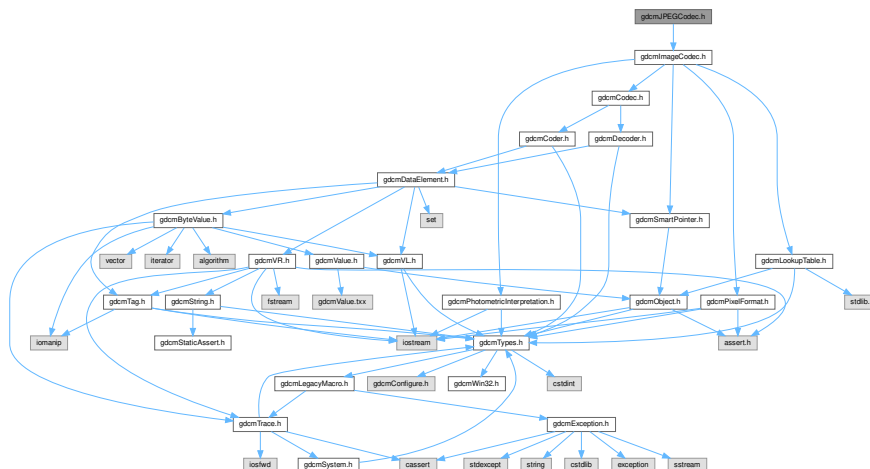 gdcmJPEGCodec.h
gdcmImageCodec.h
gdcmCodec.h
gdcmCoder.h
gdcmDecoder.h
gdcmDataElement.h
gdcmByteValue.h
set
gdcmSmartPointer.h
vector
iterator
algorithm
gdcmVR.h
gdcmValue.h
gdcmVL.h
gdcmLookupTable.h
gdcmTag.h
gdcmString.h
fstream
gdcmValue.txx
gdcmPhotometricInterpretation.h
gdcmObject.h
gdcmPixelFormat.h
stdlib.
iomanip
gdcmStaticAssert.h
iostream
gdcmTypes.h
assert.h
gdcmLegacyMacro.h
gdcmConfigure.h
gdcmWin32.h
cstdint
gdcmTrace.h
gdcmException.h
iosfwd
gdcmSystem.h
cassert
stdexcept
string
cstdlib
exception
sstream